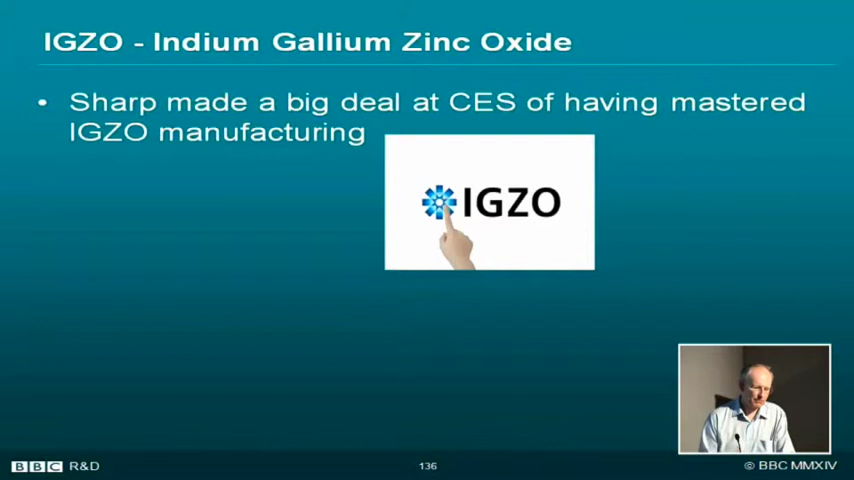 IGZO - Indium Gallium Zinc Oxide
• Sharp made a big deal at CES of having mastered
IGZO manufacturing
IGZO
BBC R&D
136
© BBC MMXIV